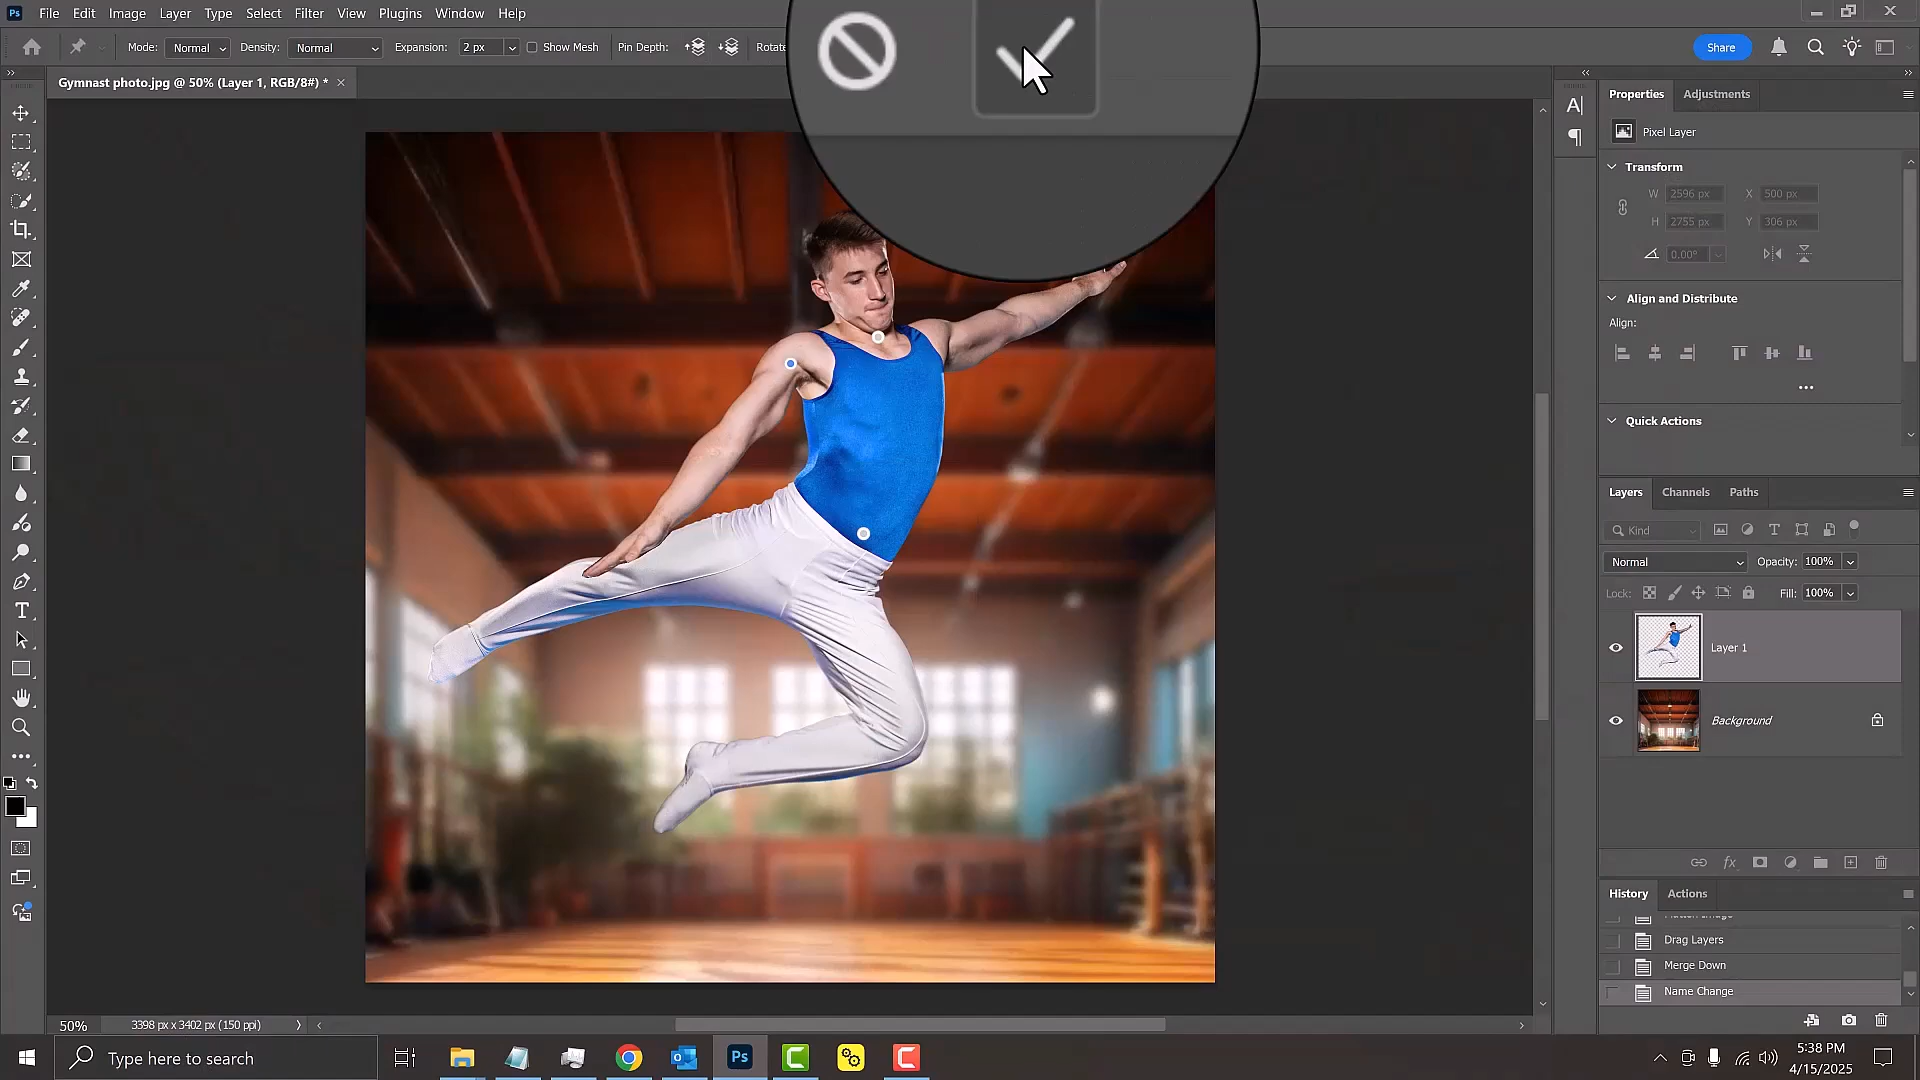 Ps File Edit Image Layer Type Select Filter View Plugins Window Help
Mode: Normal Density: Normal Expansion: 2 px Show Mesh Pin Depth: Rotate
Share
Gymnast photo.jpg @ 50% (Layer 1, RGB/8#) * ×
Properties Adjustments
Pixel Layer
Transform
W 2596 px X 500 px
H 2755 px Y 306 px
0.00°
Align and Distribute
Align:
Quick Actions
Layers Channels Paths
Kind
Normal Opacity: 100%
Lock: Fill: 100%
Layer 1
Background
History Actions
Drag Layers
Merge Down
Name Change
50% 3398 px x 3402 px (150 ppi)
Type here to search
Ps
5:38 PM
4/15/2025